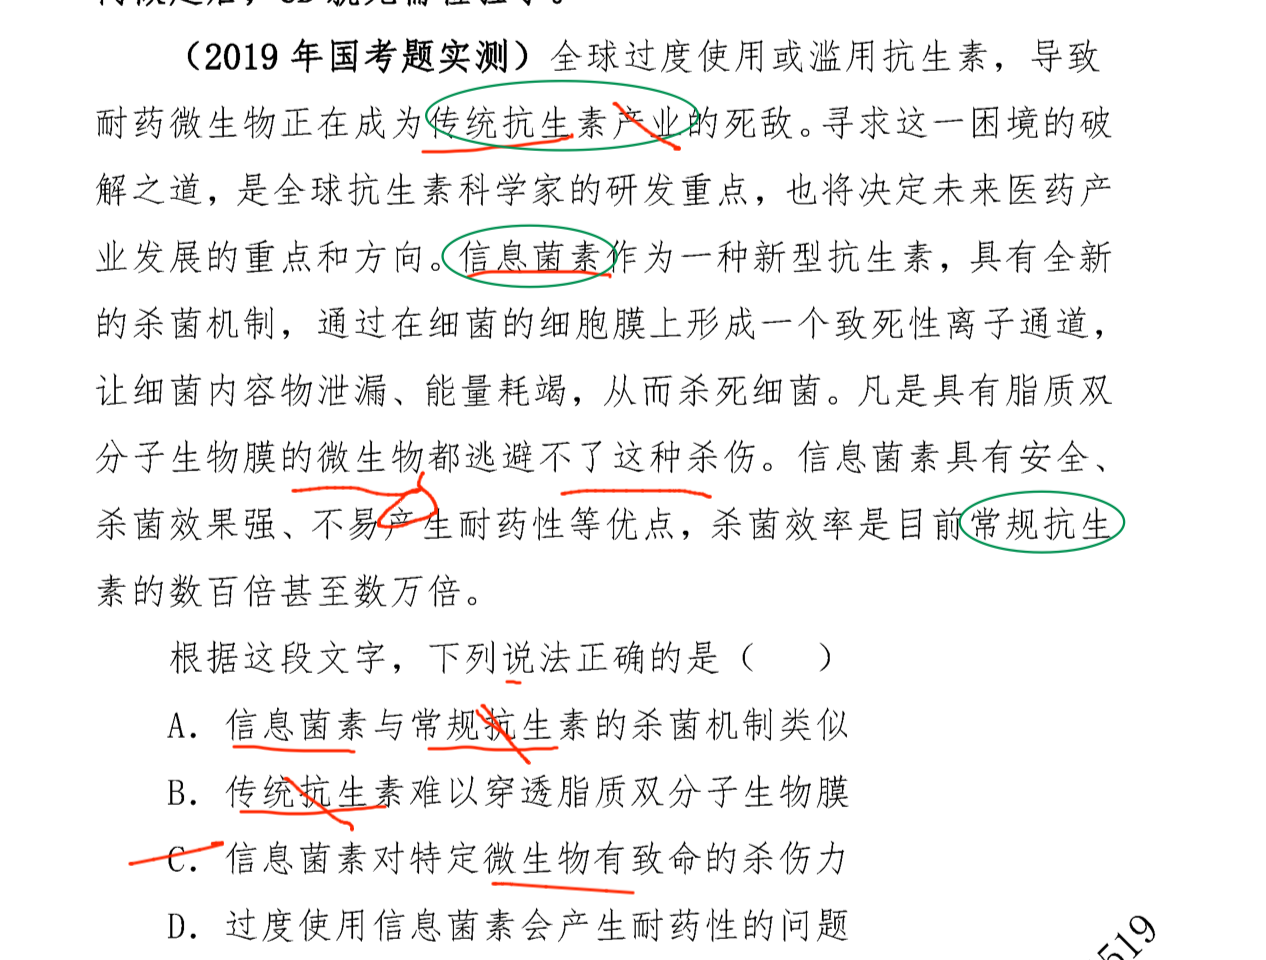 （2019 年国考题实测）全球过度使用或滥用抗生素，导致
耐药微生物正在成为传统抗生素产业的死敌。寻求这一困境的破
解之道，是全球抗生素科学家的研发重点，也将决定未来医药产
业发展的重点和方向。信息菌素作为一种新型抗生素，具有全新
的杀菌机制，通过在细菌的细胞膜上形成一个致死性离子通道，
让细菌内容物泄漏、能量耗竭，从而杀死细菌。凡是具有脂质双
分子生物膜的微生物都逃避不了这种杀伤。信息菌素具有安全、
杀菌效果强、不易产生耐药性等优点，杀菌效率是目前常规抗生
素的数百倍甚至数万倍。
根据这段文字，下列说法正确的是（　　）
A. 信息菌素与常规抗生素的杀菌机制类似
B. 传统抗生素难以穿透脂质双分子生物膜
C. 信息菌素对特定微生物有致命的杀伤力
D. 过度使用信息菌素会产生耐药性的问题
519